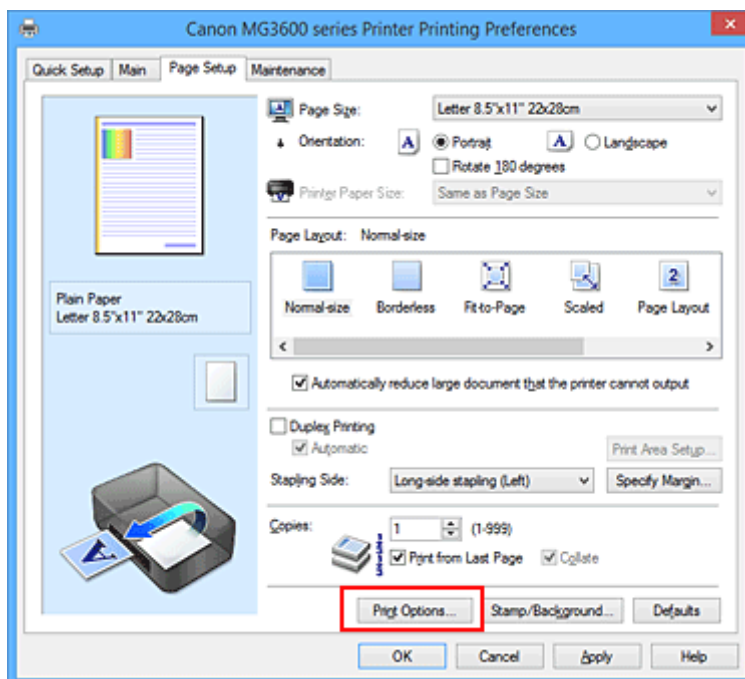 Canon MG3600 series Printer Printing Preferences
Quick Setup Main Page Setup Maintenance
Page Size: Letter 8.5"x11" 22x28cm
Orientation: A Portrait A Landscape
Rotate 180 degrees
Printer Paper Size: Same as Page Size
Page Layout: Normal-size
2
Normal-size Borderless Fit-to-Page Scaled Page Layout
Plain Paper
Letter 8.5"x11" 22x28cm
Automatically reduce large document that the printer cannot output
Duplex Printing
Automatic
Print Area Setup...
Stapling Side: Long-side stapling (Left) Specify Margin...
Copies: 1 (1-999)
Print from Last Page Collate
A
Print Options... Stamp/Background... Defaults
OK Cancel Apply Help